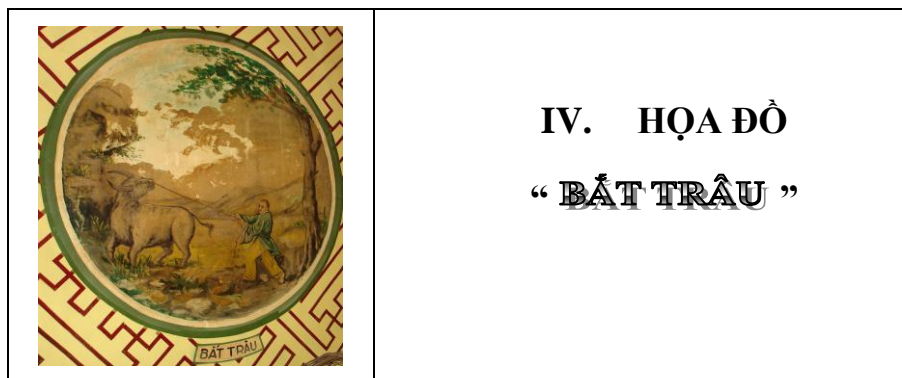 BẮT TRÂU
IV. HỌA ĐỒ
“ BẮT TRÂU ”